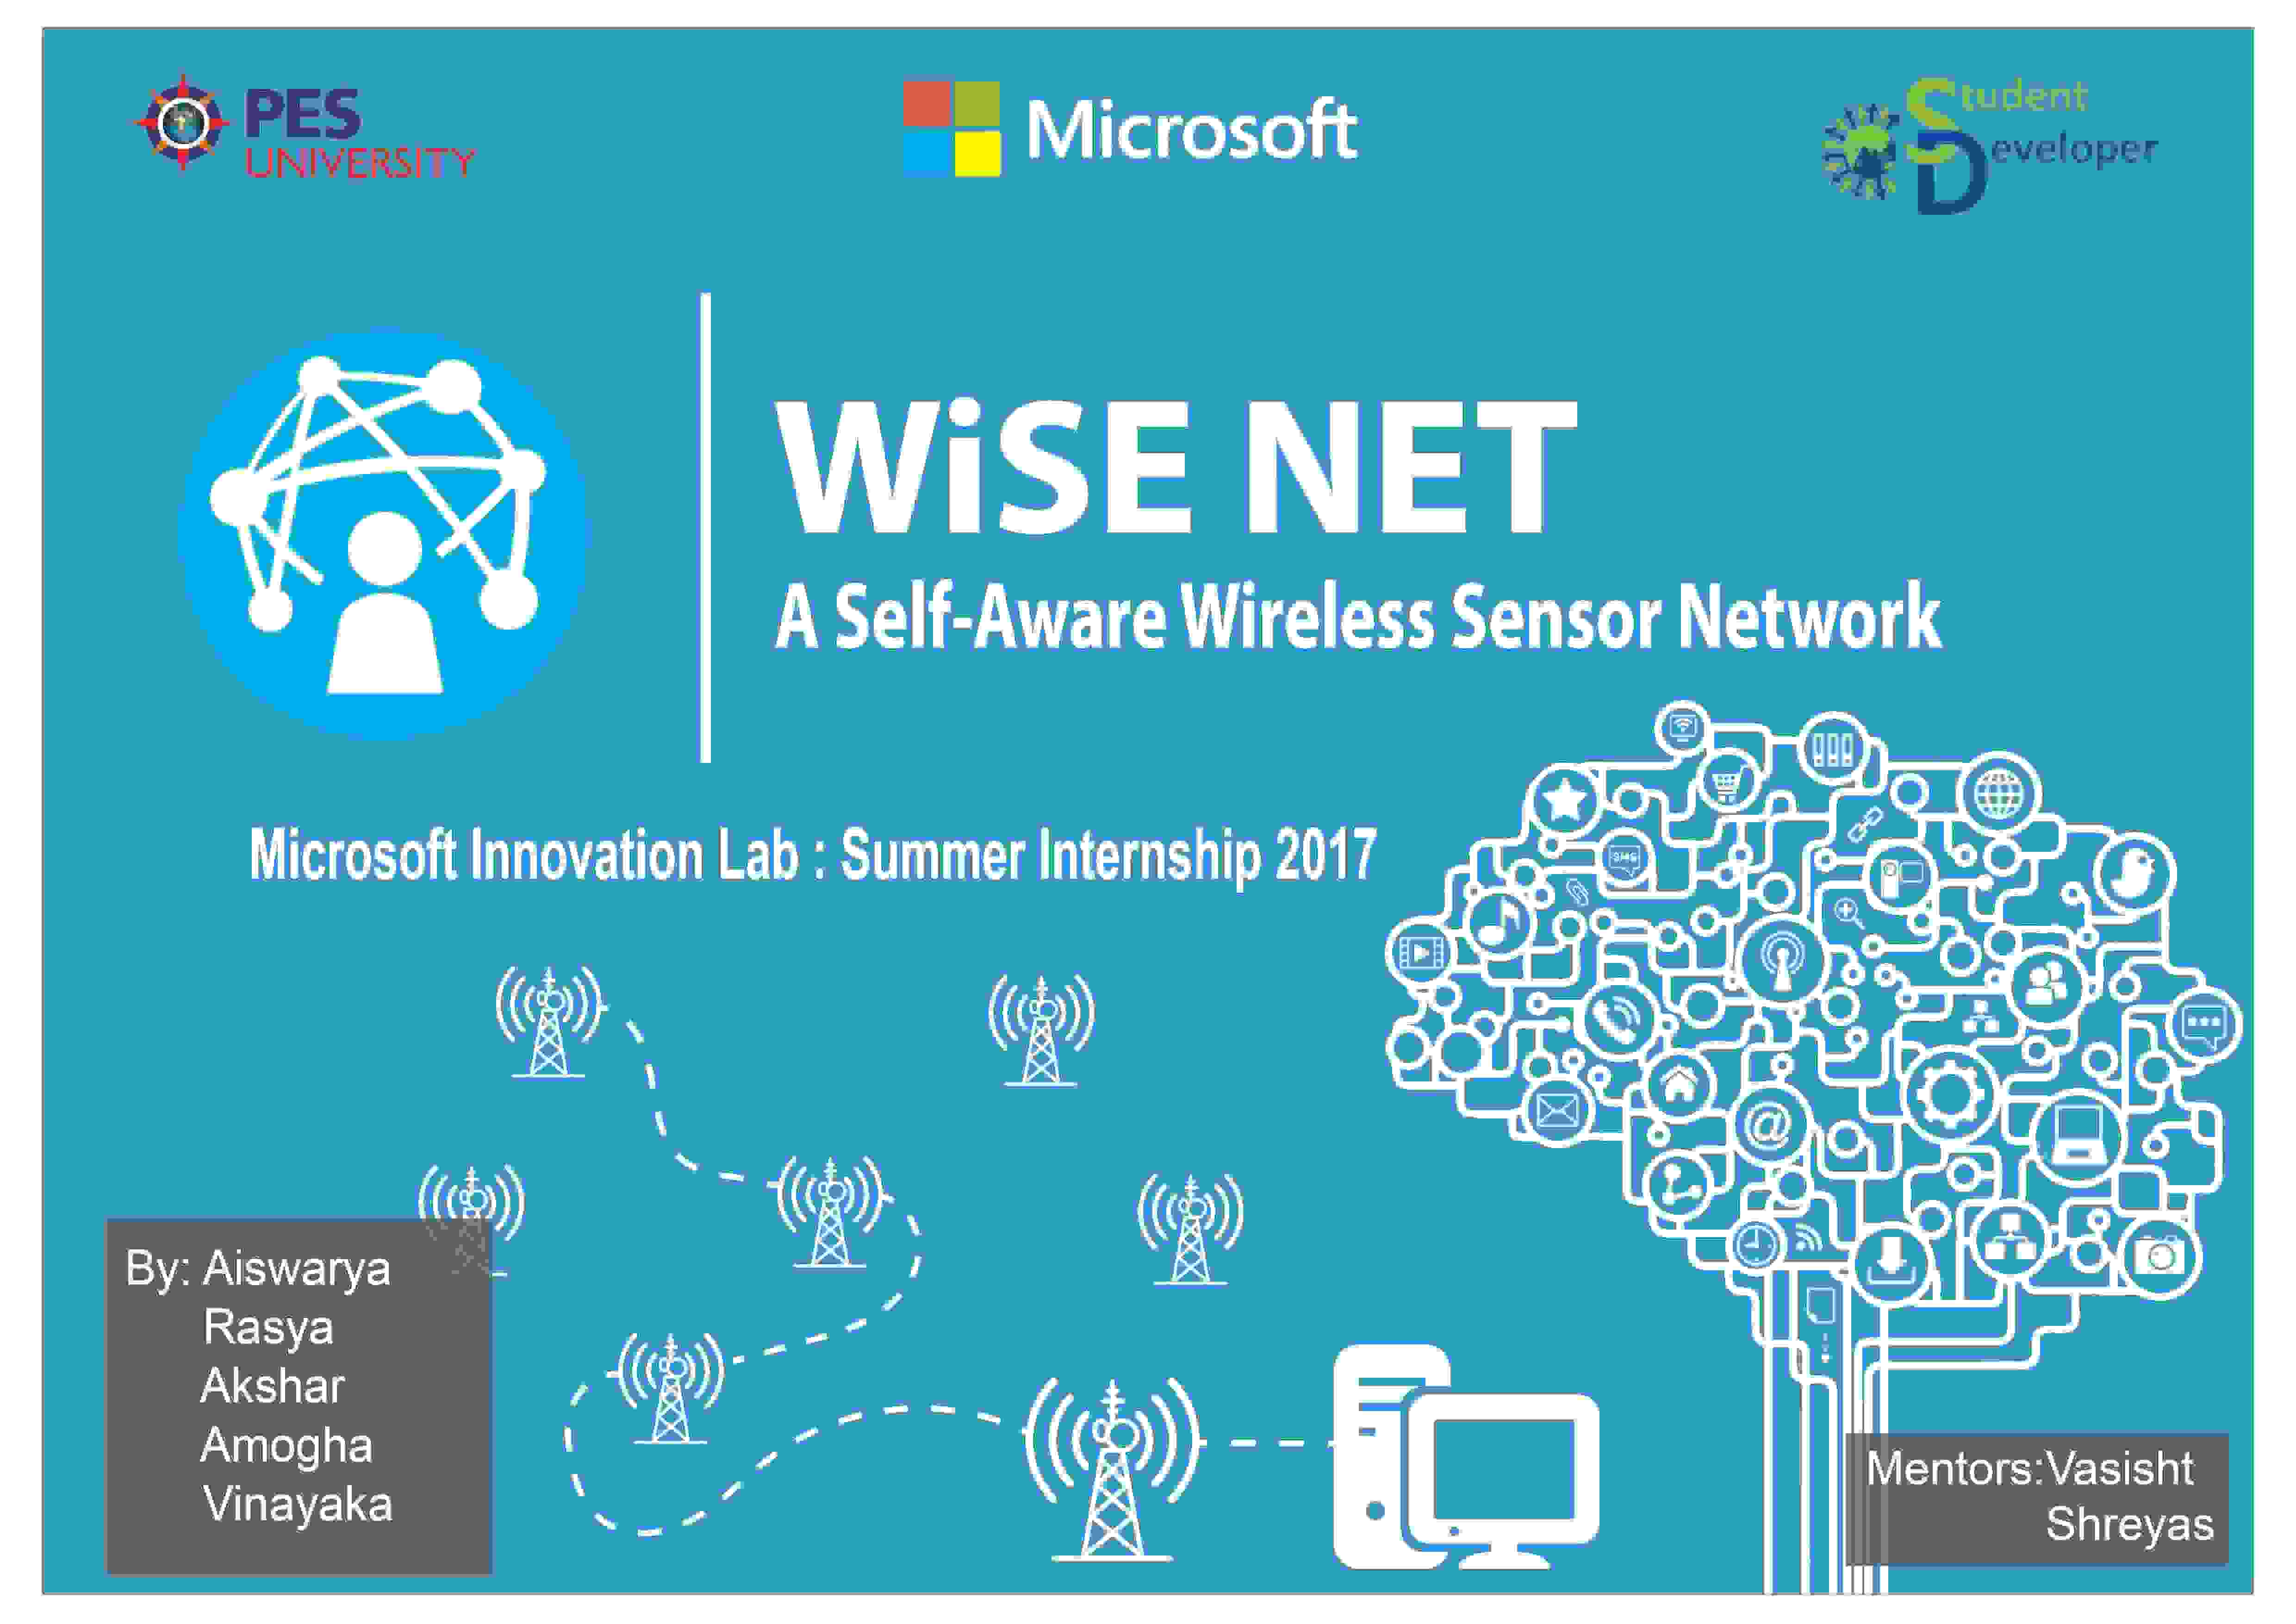 PES
UNIVERSITY
Microsoft
Student
Developer
WiSE NET
A Self-Aware Wireless Sensor Network
Microsoft Innovation Lab : Summer Internship 2017
SMS
@
By: Aiswarya
Rasya
Akshar
Amogha
Vinayaka
Mentors:Vasisht
Shreyas